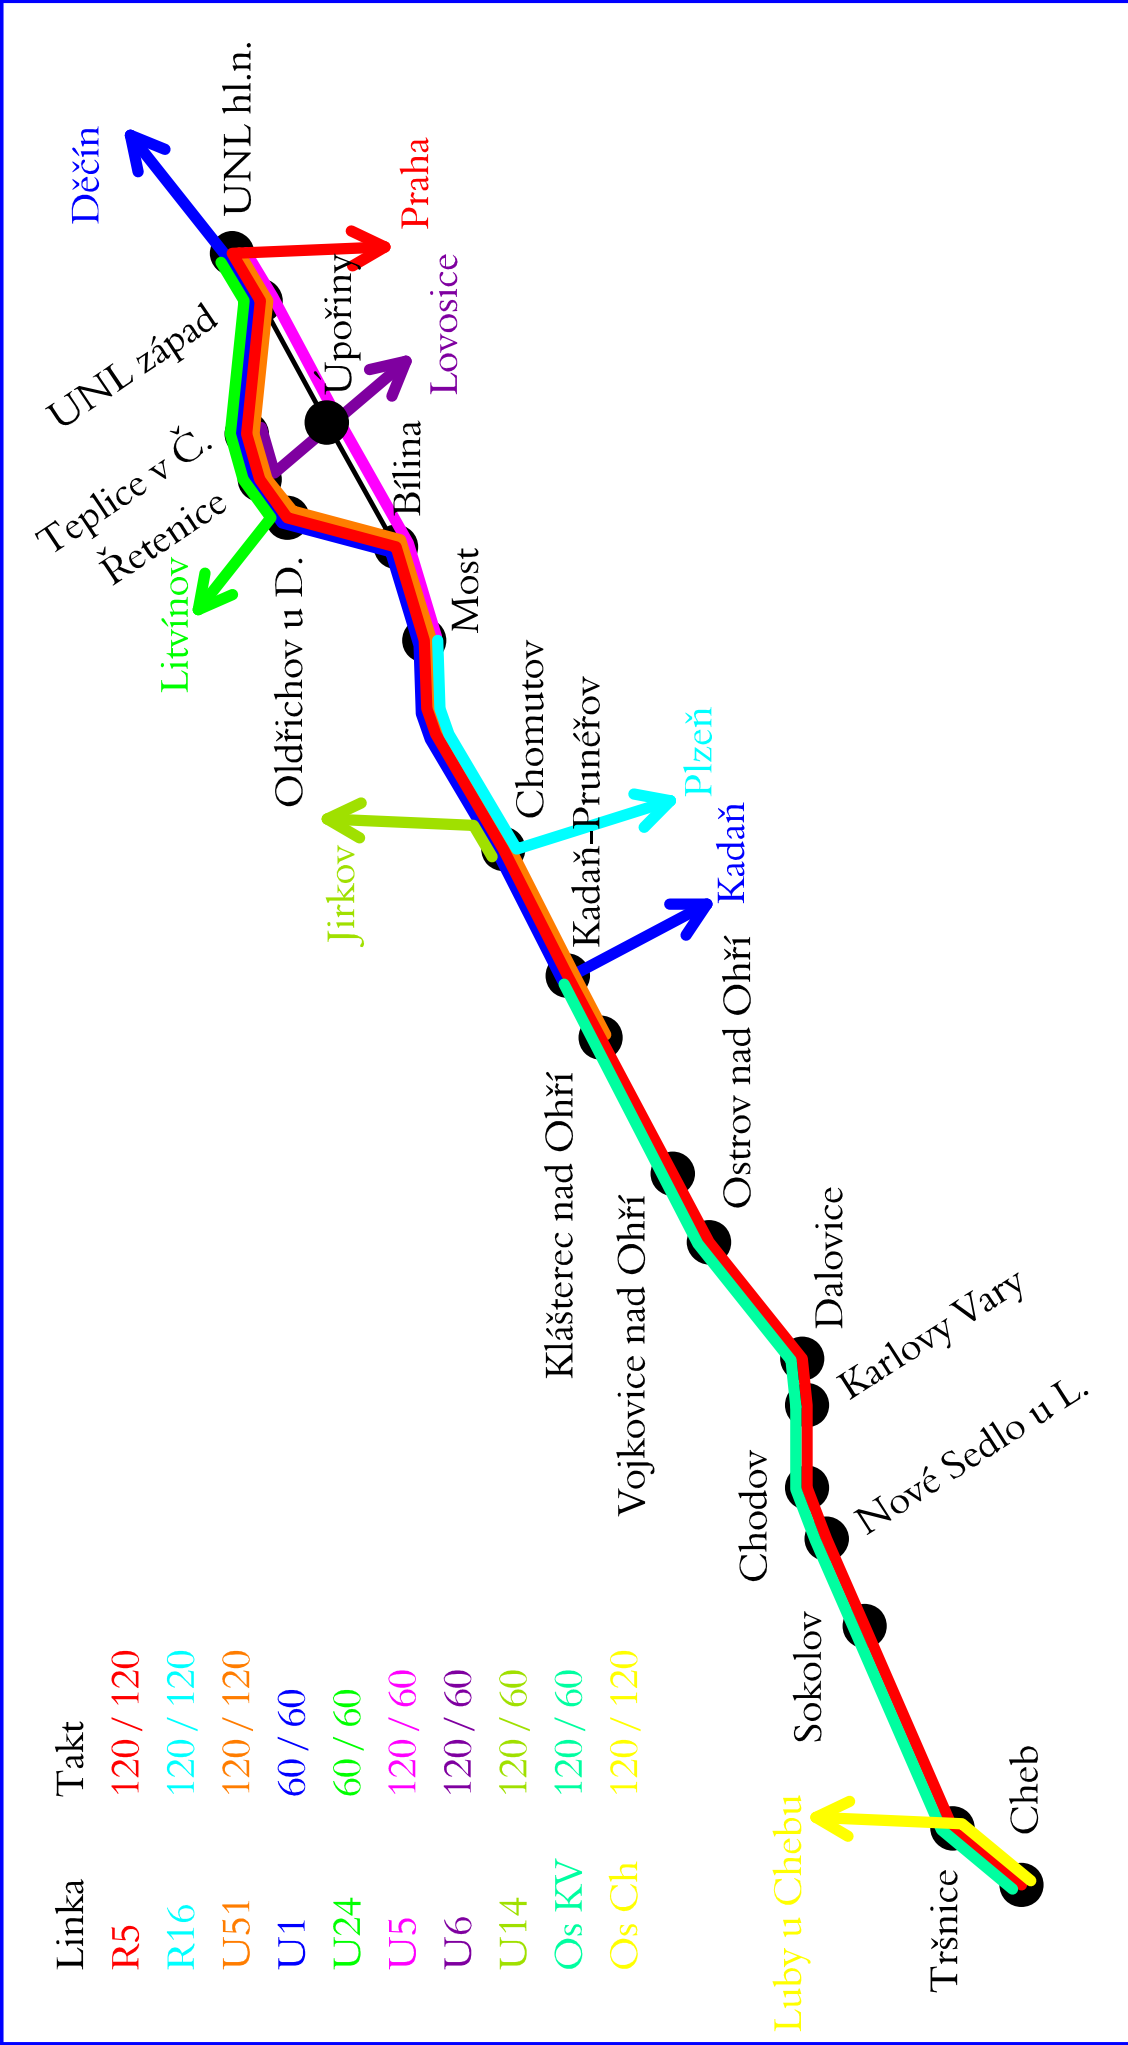 Linka Takt
R5 120 / 120
R16 120 / 120
U51 120 / 120
U1 60 / 60
U24 60 / 60
U5 120 / 60
U6 120 / 60
U14 120 / 60
Os KV 120 / 60
Os Ch 120 / 120
Luby u Chebu
Tršnice
Cheb
Sokolov
Nové Sedlo u L.
Chodov
Karlovy Vary
Dalovice
Ostrov nad Ohří
Vojkovice nad Ohří
Klášterec nad Ohří
Kadaň-Prunéřov
Kadaň
Chomutov
Jirkov
Plzeň
Most
Bílina
Oldřichov u D.
Litvínov
Řetenice
Teplice v Č.
Úpořiny
Lovosice
UNL západ
UNL hl.n.
Praha
Děčín